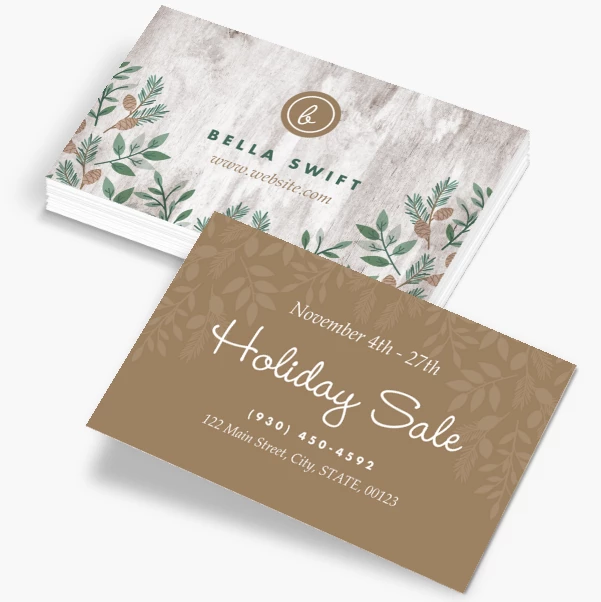 b
BELLA SWIFT
www.website.com
November 4th - 27th
Holiday Sale
(930) 450-4592
122 Main Street, City, STATE, 00123